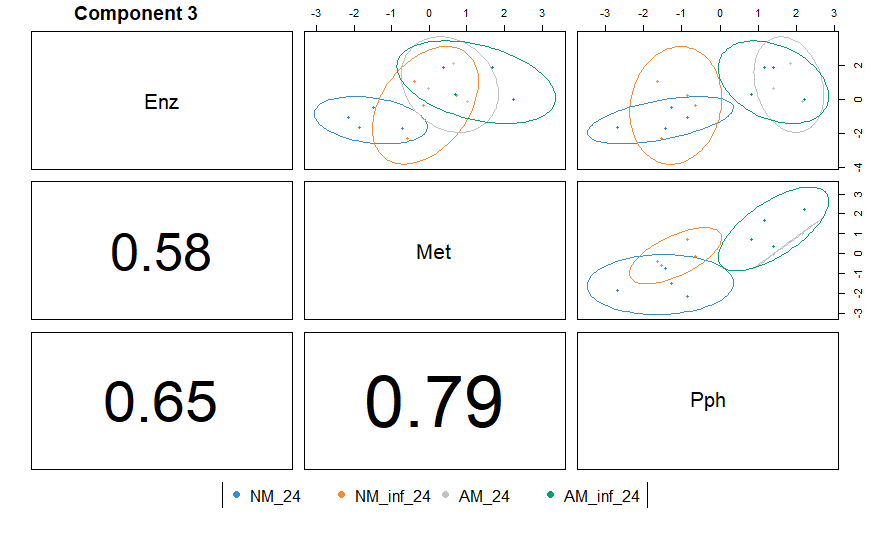 Component 3
-3 -2 -1 0 1 2 3
-3 -2 -1 0 1 2 3
Enz
-4 -2 0 2
0.58
Met
-3 -2 -1 0 1 2 3
0.65
0.79
Pph
NM_24 NM_inf_24 AM_24 AM_inf_24